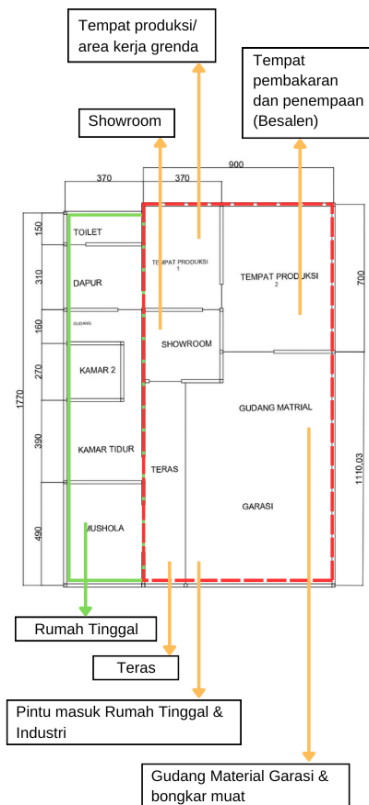 Tempat produksi/
area kerja grenda
Tempat
pembakaran
dan penempaan
(Besalen)
Showroom
900
370
370
150
TOILET
310
DAPUR
TEMPAT PRODUKSI
1
TEMPAT PRODUKSI
2
700
160
GUDANG
SHOWROOM
270
KAMAR 2
1770
GUDANG MATRIAL
390
KAMAR TIDUR
TERAS
1110,03
490
GARASI
MUSHOLA
Rumah Tinggal
Teras
Pintu masuk Rumah Tinggal &
Industri
Gudang Material Garasi &
bongkar muat